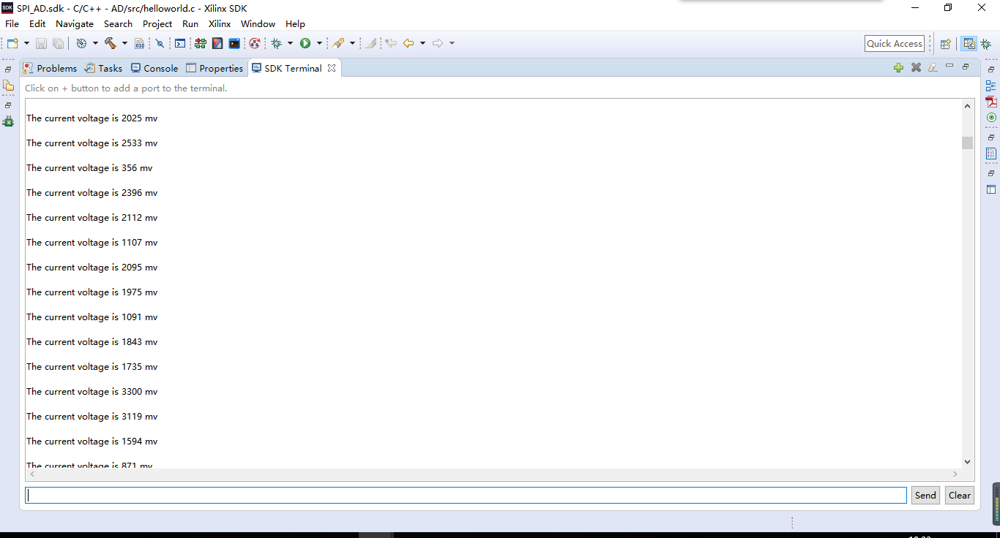 SDK SPI_AD.sdk - C/C++ - AD/src/helloworld.c - Xilinx SDK
File Edit Navigate Search Project Run Xilinx Window Help
010
Quick Access
Problems Tasks Console Properties SDK Terminal
Click on + button to add a port to the terminal.
The current voltage is 2025 mv
The current voltage is 2533 mv
The current voltage is 356 mv
The current voltage is 2396 mv
The current voltage is 2112 mv
The current voltage is 1107 mv
The current voltage is 2095 mv
The current voltage is 1975 mv
The current voltage is 1091 mv
The current voltage is 1843 mv
The current voltage is 1735 mv
The current voltage is 3300 mv
The current voltage is 3119 mv
The current voltage is 1594 mv
The current voltage is 871 mv
Send Clear